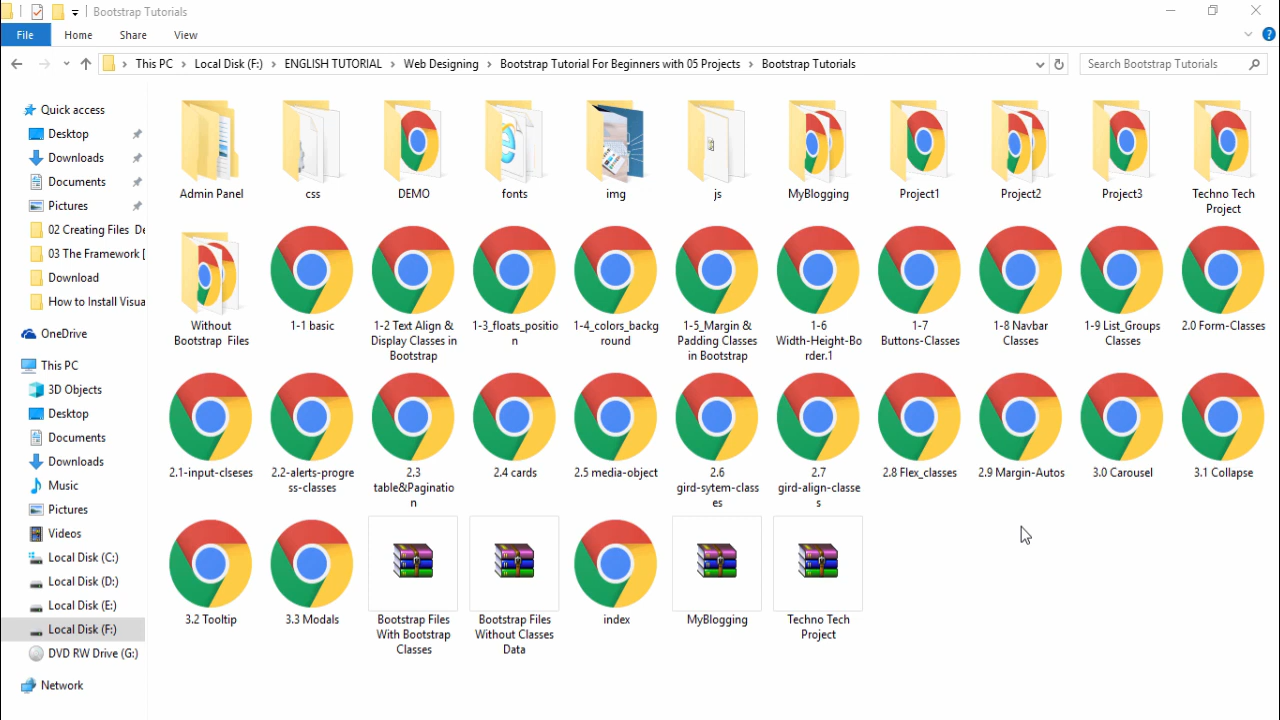 Bootstrap Tutorials
File Home Share View
This PC Local Disk (F:) ENGLISH TUTORIAL Web Designing Bootstrap Tutorial For Beginners with 05 Projects Bootstrap Tutorials
Search Bootstrap Tutorials
Quick access
Desktop
Downloads
Documents
Pictures
02 Creating Files De
03 The Framework [
Download
How to Install Visua
OneDrive
This PC
3D Objects
Desktop
Documents
Downloads
Music
Pictures
Videos
Local Disk (C:)
Local Disk (D:)
Local Disk (E:)
Local Disk (F:)
DVD RW Drive (G:)
Network
Admin Panel
css
DEMO
fonts
img
js
MyBlogging
Project1
Project2
Project3
Techno Tech
Project
Without
Bootstrap Files
1-1 basic
1-2 Text Align &
Display Classes in
Bootstrap
1-3_floats_positio
n
1-4_colors_backg
round
1-5_Margin &
Padding Classes
in Bootstrap
1-6
Width-Height-Bo
rder.1
1-7
Buttons-Classes
1-8 Navbar
Classes
1-9 List_Groups
Classes
2.0 Form-Classes
2.1-input-clseses
2.2-alerts-progre
ss-classes
2.3
table&Paginatio
n
2.4 cards
2.5 media-object
2.6
gird-sytem-class
es
2.7
gird-align-classe
s
2.8 Flex_classes
2.9 Margin-Autos
3.0 Carousel
3.1 Collapse
3.2 Tooltip
3.3 Modals
Bootstrap Files
With Bootstrap
Classes
Bootstrap Files
Without Classes
Data
index
MyBlogging
Techno Tech
Project